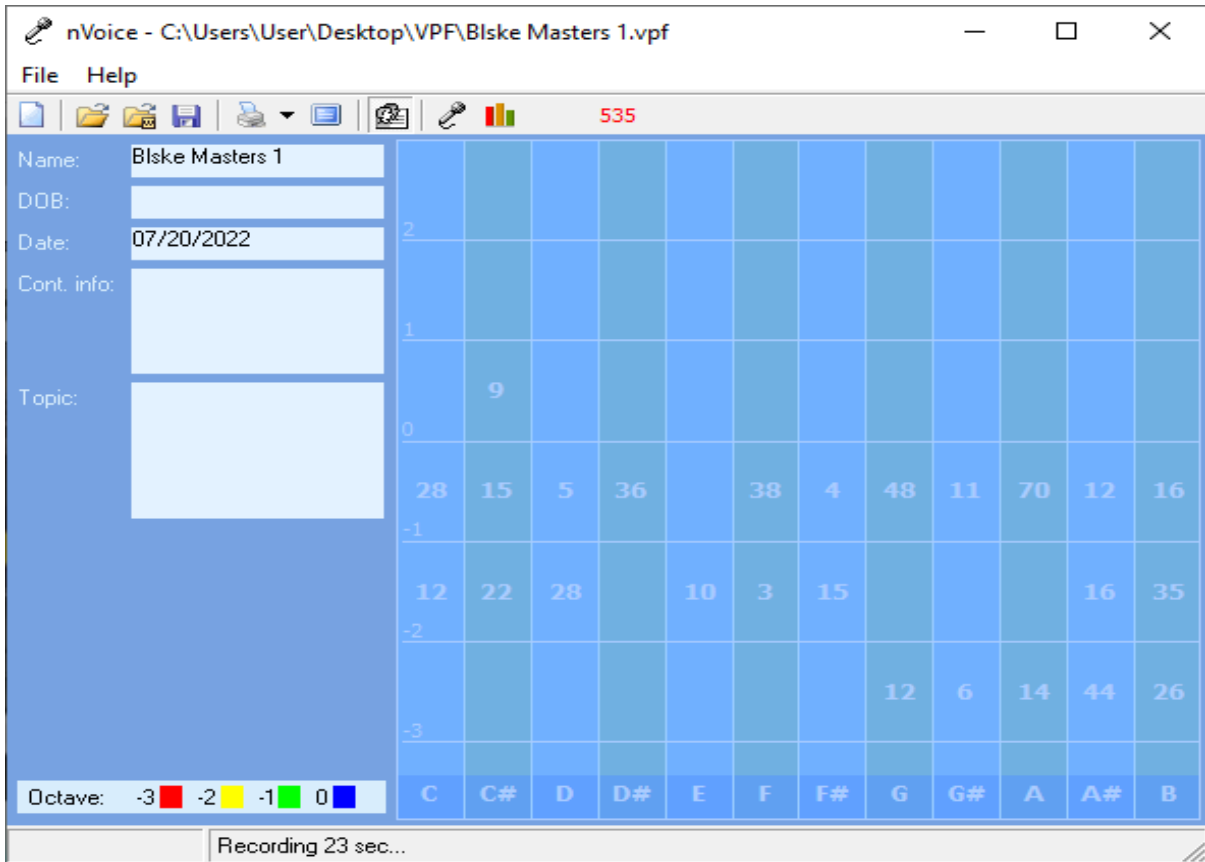 nVoice - C:\Users\User\Desktop\VPF\Blske Masters 1.vpf
File Help
535
Name: Blske Masters 1
DOB:
Date: 07/20/2022
Cont. info:
Topic:
2
1
9
0
28 15 5 36 38 4 48 11 70 12 16
-1
12 22 28 10 3 15 16 35
-2
12 6 14 44 26
-3
Octave: -3 -2 -1 0
C C# D D# E F F# G G# A A# B
Recording 23 sec...